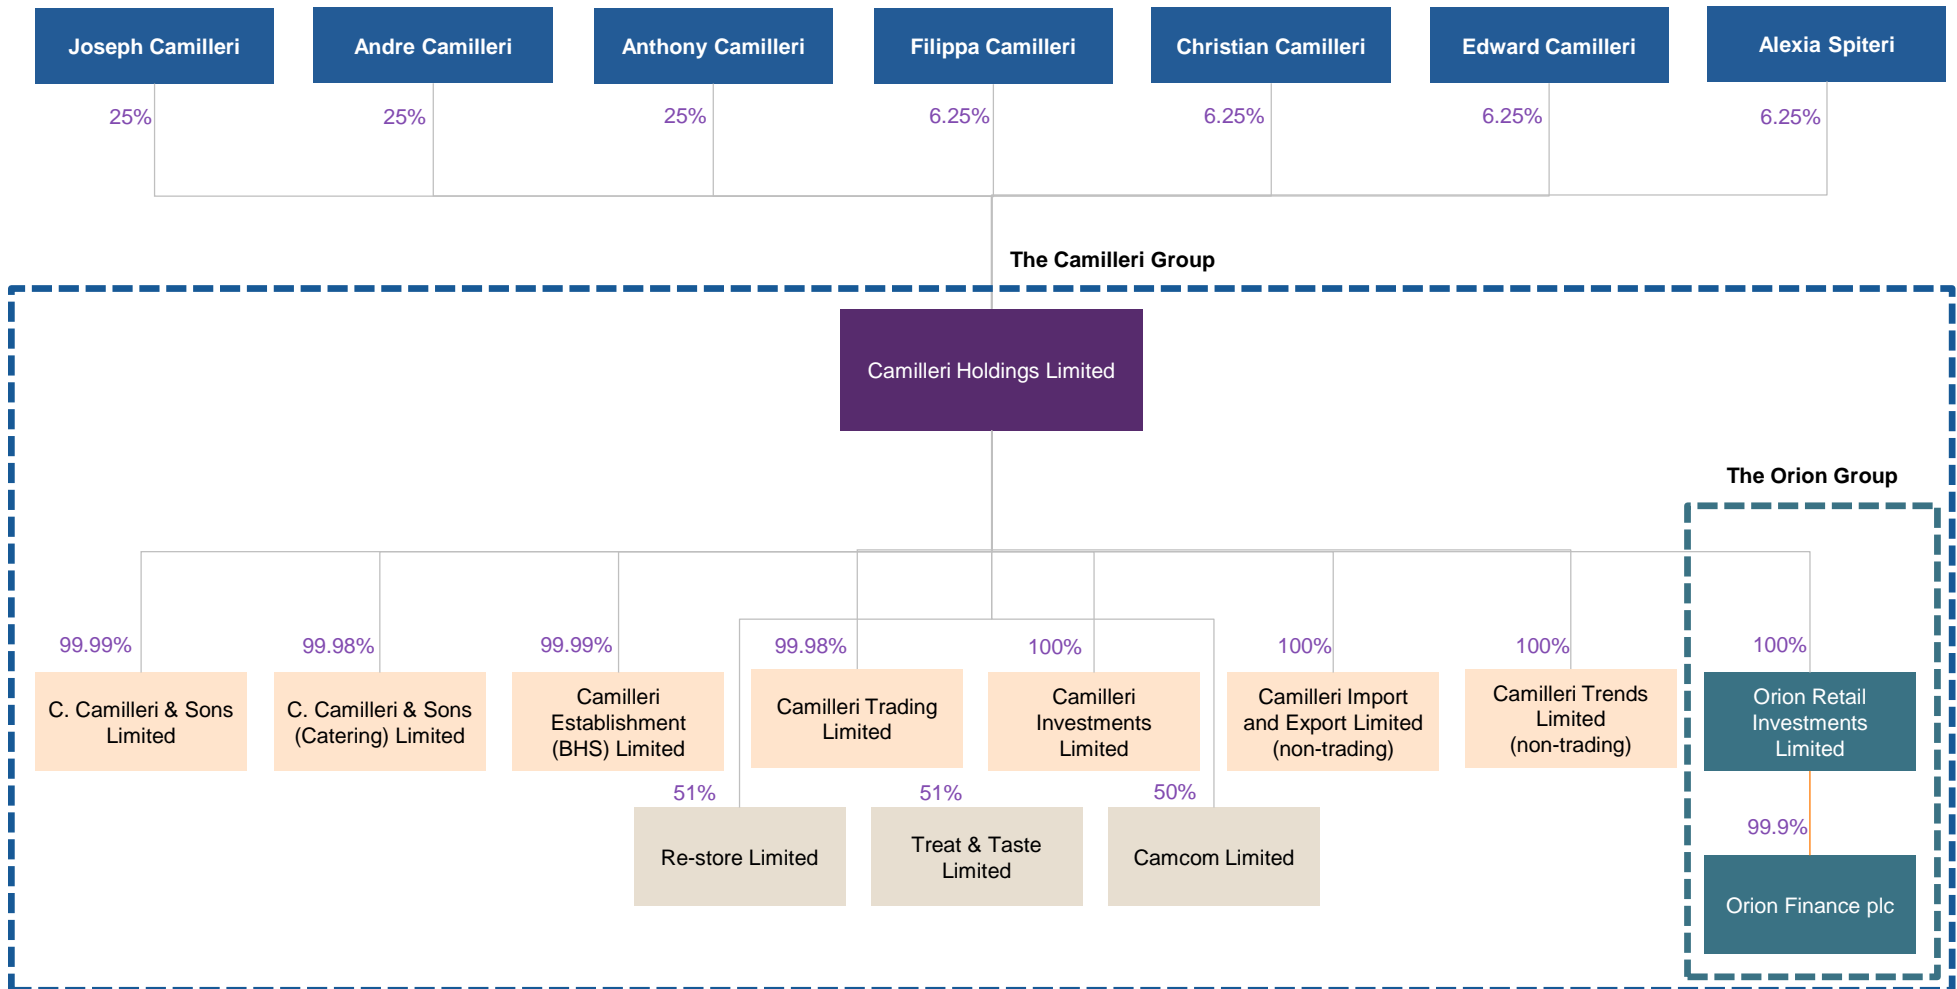 Joseph Camilleri
Andre Camilleri
Anthony Camilleri
Filippa Camilleri
Christian Camilleri
Edward Camilleri
Alexia Spiteri
25%
25%
25%
6.25%
6.25%
6.25%
6.25%
The Camilleri Group
Camilleri Holdings Limited
The Orion Group
99.99%
99.98%
99.99%
99.98%
100%
100%
100%
100%
C. Camilleri & Sons
Limited
C. Camilleri & Sons
(Catering) Limited
Camilleri
Establishment
(BHS) Limited
Camilleri Trading
Limited
Camilleri
Investments
Limited
Camilleri Import
and Export Limited
(non-trading)
Camilleri Trends
Limited
(non-trading)
Orion Retail
Investments
Limited
51%
51%
50%
99.9%
Re-store Limited
Treat & Taste
Limited
Camcom Limited
Orion Finance plc